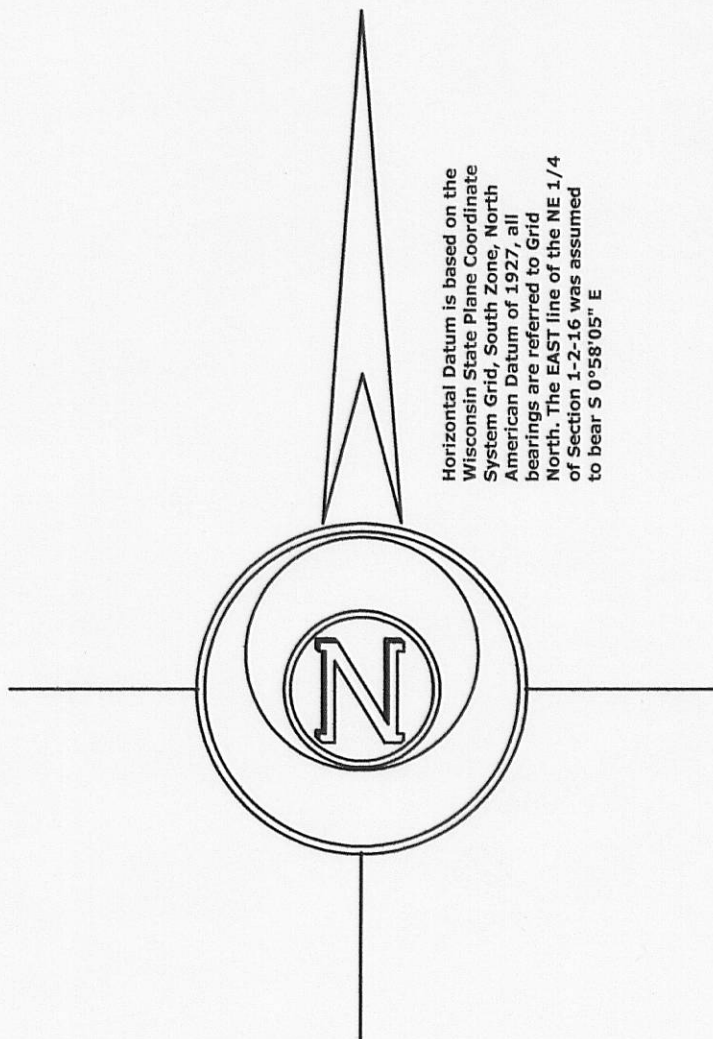 N
Horizontal Datum is based on the
Wisconsin State Plane Coordinate
System Grid, South Zone, North
American Datum of 1927, all
bearings are referred to Grid
North. The EAST line of the NE 1/4
of Section 1-2-16 was assumed
to bear S 0°58'05" E